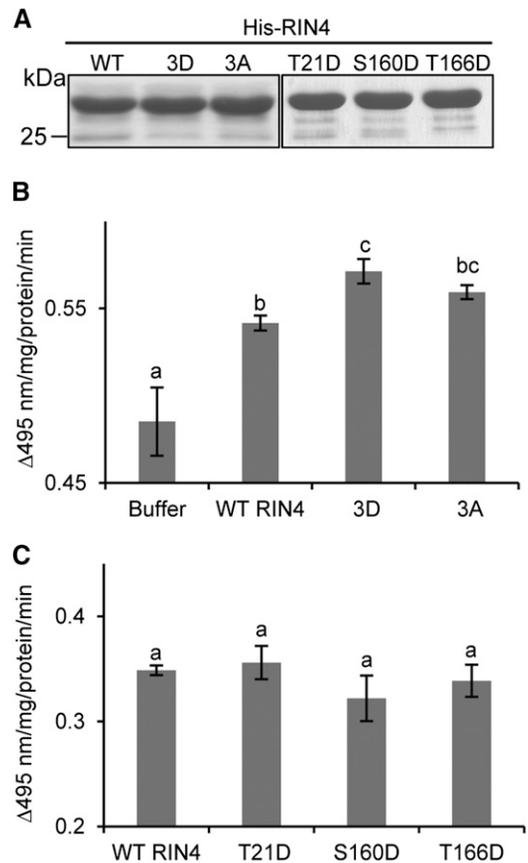 A
His-RIN4
WT 3D 3A T21D S160D T166D
kDa
25
B
Δ495 nm/mg/protein/min
0.55
0.45
a
b
c
bc
Buffer WT RIN4 3D 3A
C
Δ495 nm/mg/protein/min
0.4
0.3
0.2
a
a
a
a
WT RIN4 T21D S160D T166D